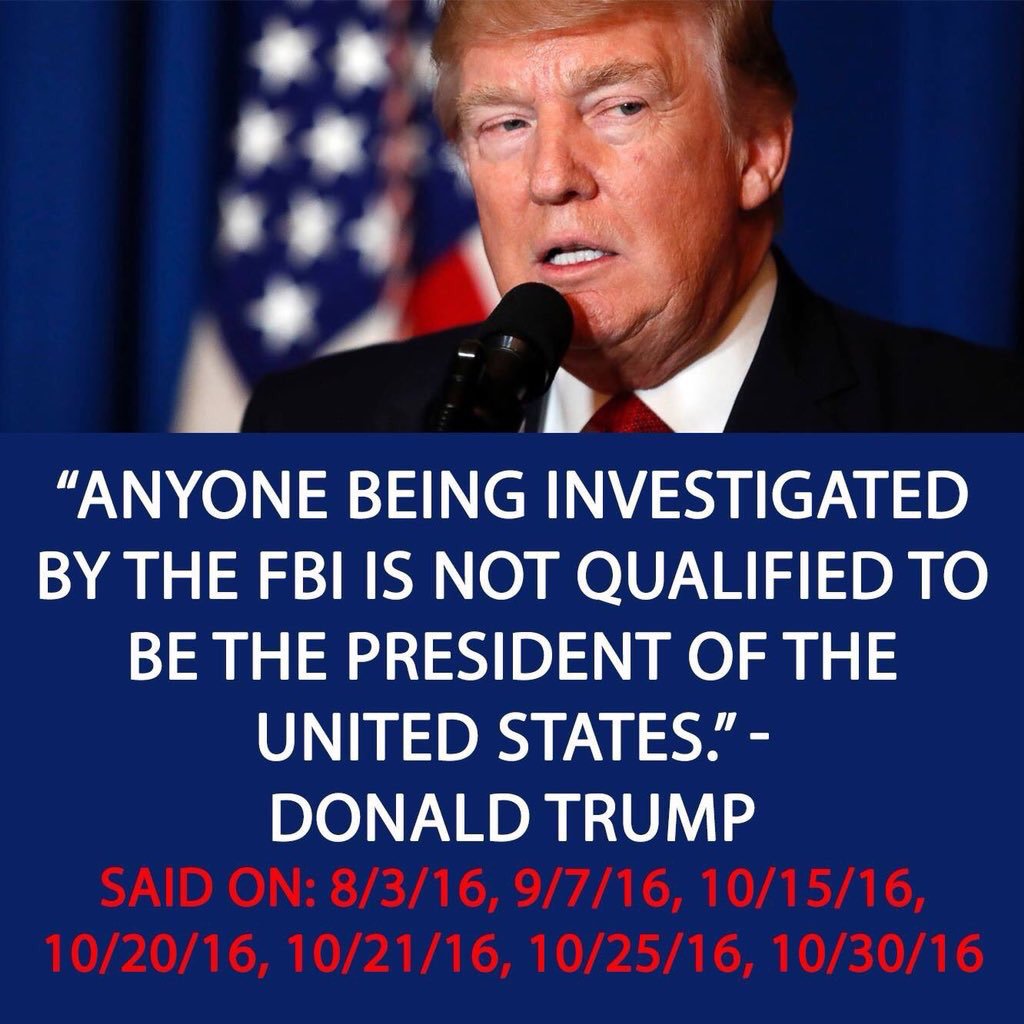 “ANYONE BEING INVESTIGATED
BY THE FBI IS NOT QUALIFIED TO
BE THE PRESIDENT OF THE
UNITED STATES.” -
DONALD TRUMP
SAID ON: 8/3/16, 9/7/16, 10/15/16,
10/20/16, 10/21/16, 10/25/16, 10/30/16